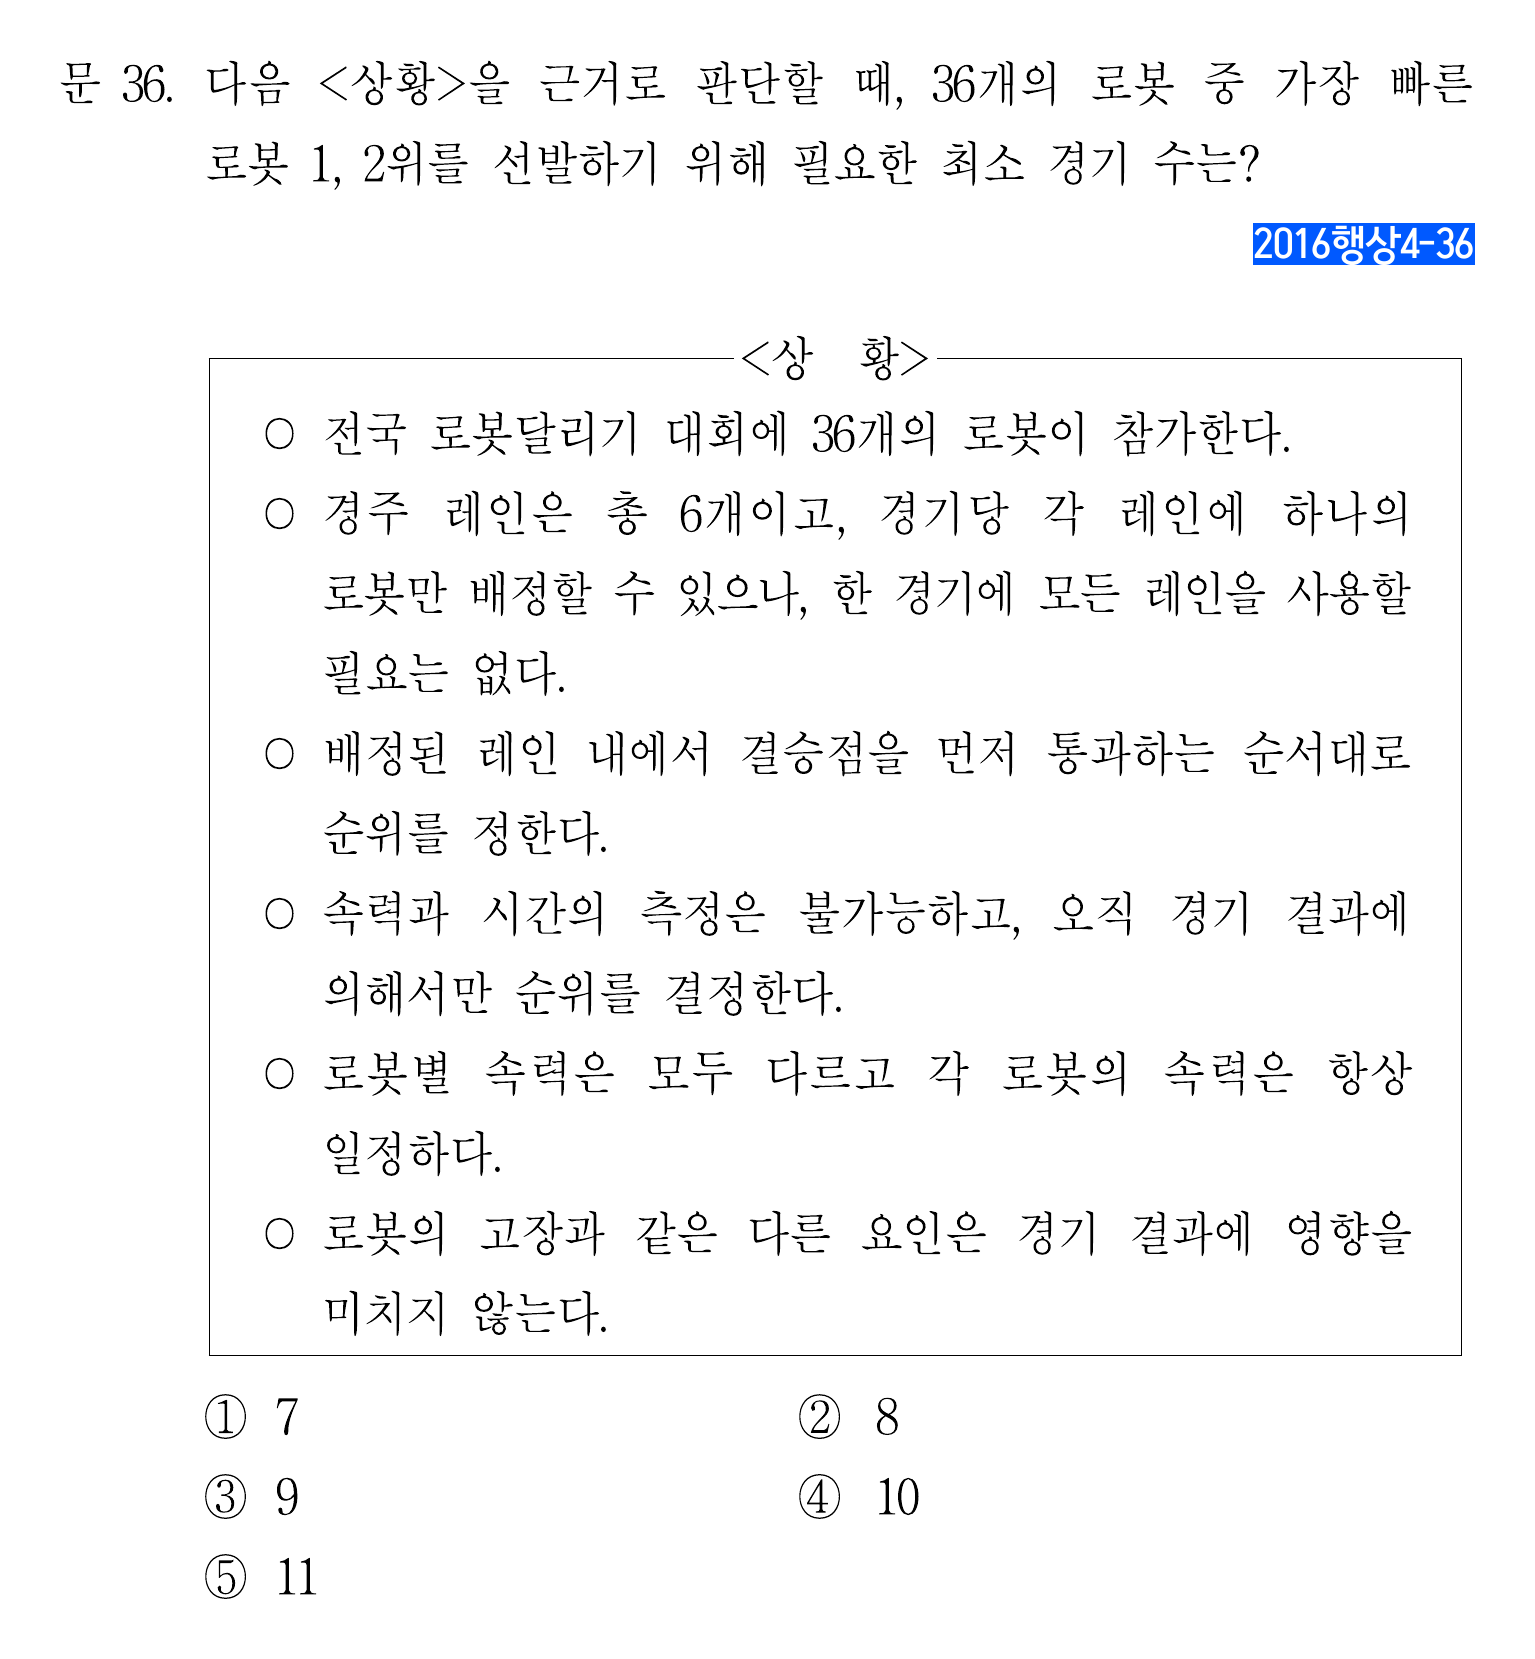 문 36. 다음 <상황>을 근거로 판단할 때, 36개의 로봇 중 가장 빠른
로봇 1, 2위를 선발하기 위해 필요한 최소 경기 수는?
2016행상4-36
<상 황>
○ 전국 로봇달리기 대회에 36개의 로봇이 참가한다.
○ 경주 레인은 총 6개이고, 경기당 각 레인에 하나의
로봇만 배정할 수 있으나, 한 경기에 모든 레인을 사용할
필요는 없다.
○ 배정된 레인 내에서 결승점을 먼저 통과하는 순서대로
순위를 정한다.
○ 속력과 시간의 측정은 불가능하고, 오직 경기 결과에
의해서만 순위를 결정한다.
○ 로봇별 속력은 모두 다르고 각 로봇의 속력은 항상
일정하다.
○ 로봇의 고장과 같은 다른 요인은 경기 결과에 영향을
미치지 않는다.
① 7 ② 8
③ 9 ④ 10
⑤ 11